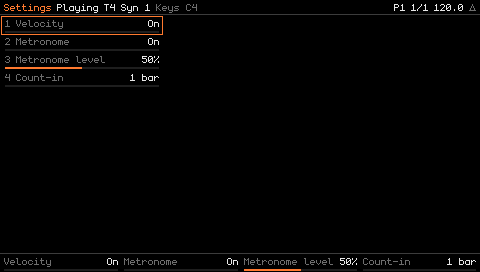 Settings Playing T4 Syn 1 Keys C4 P1 1/1 120.0
1 Velocity On
2 Metronome On
3 Metronome level 50%
4 Count-in 1 bar
Velocity On Metronome On Metronome level 50% Count-in 1 bar